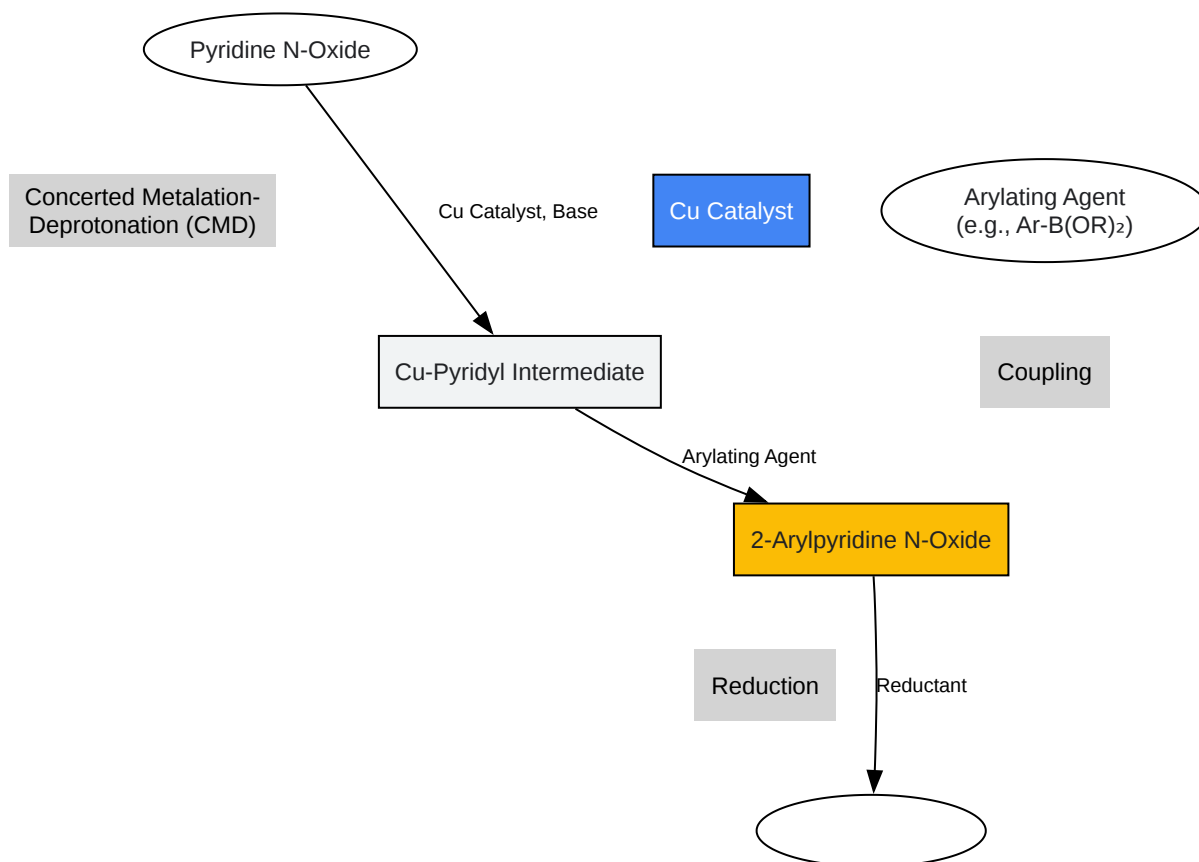 Pyridine N-Oxide
Concerted Metalation-
Deprotonation (CMD)
Cu Catalyst, Base
Cu Catalyst
Arylating Agent
(e.g., Ar-B(OR)₂)
Cu-Pyridyl Intermediate
Coupling
Arylating Agent
2-Arylpyridine N-Oxide
Reduction
Reductant